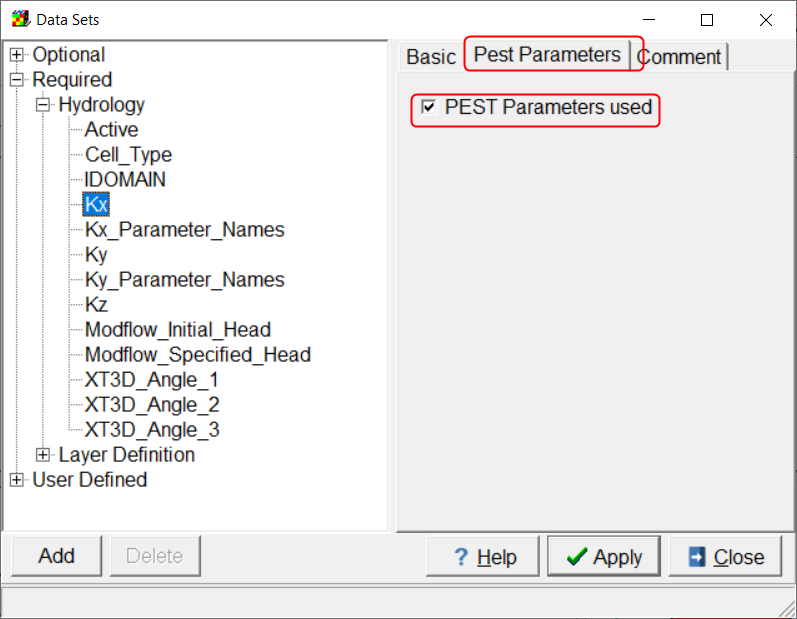 Data Sets
Optional
Required
Hydrology
Active
Cell_Type
IDOMAIN
Kx
Kx_Parameter_Names
Ky
Ky_Parameter_Names
Kz
Modflow_Initial_Head
Modflow_Specified_Head
XT3D_Angle_1
XT3D_Angle_2
XT3D_Angle_3
Layer Definition
User Defined
Basic Pest Parameters Comment
PEST Parameters used
Add Delete ? Help Apply Close